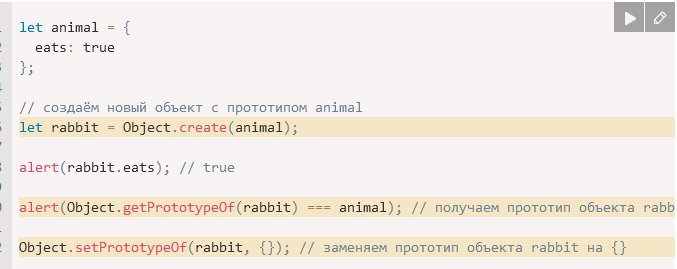 let animal = {
eats: true
};
// создаём новый объект с прототипом animal
let rabbit = Object.create(animal);
alert(rabbit.eats); // true
alert(Object.getPrototypeOf(rabbit) === animal); // получаем прототип объекта
Object.setPrototypeOf(rabbit, {}); // заменяем прототип объекта rabbit на {}